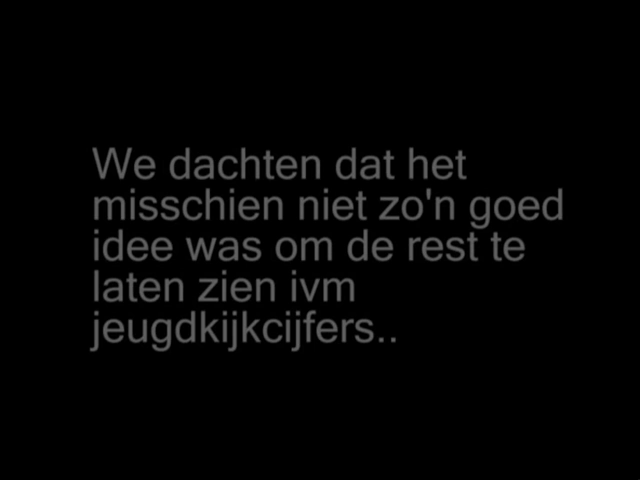 We dachten dat het
misschien niet zo'n goed
idee was om de rest te
laten zien ivm
jeugdkijkcijfers..